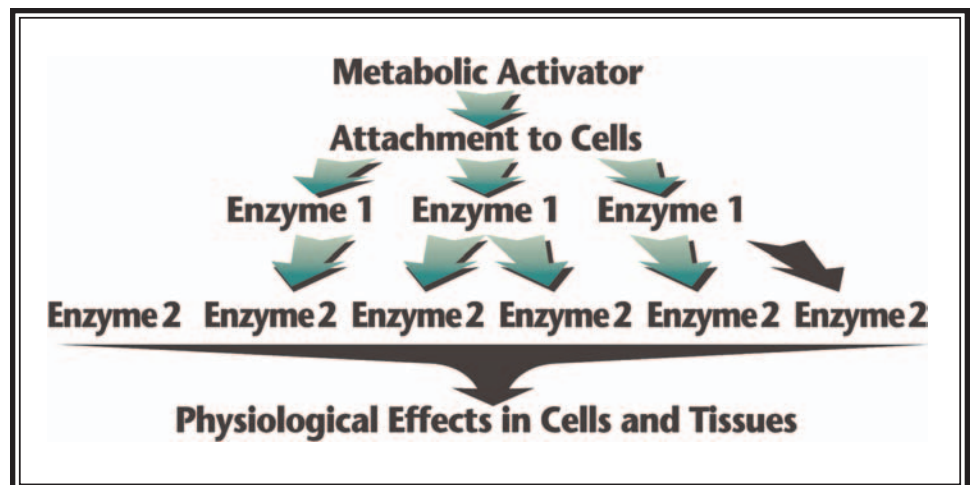 Metabolic Activator
Attachment to Cells
Enzyme 1 Enzyme 1 Enzyme 1
Enzyme 2 Enzyme 2 Enzyme 2 Enzyme 2 Enzyme 2 Enzyme 2
Physiological Effects in Cells and Tissues